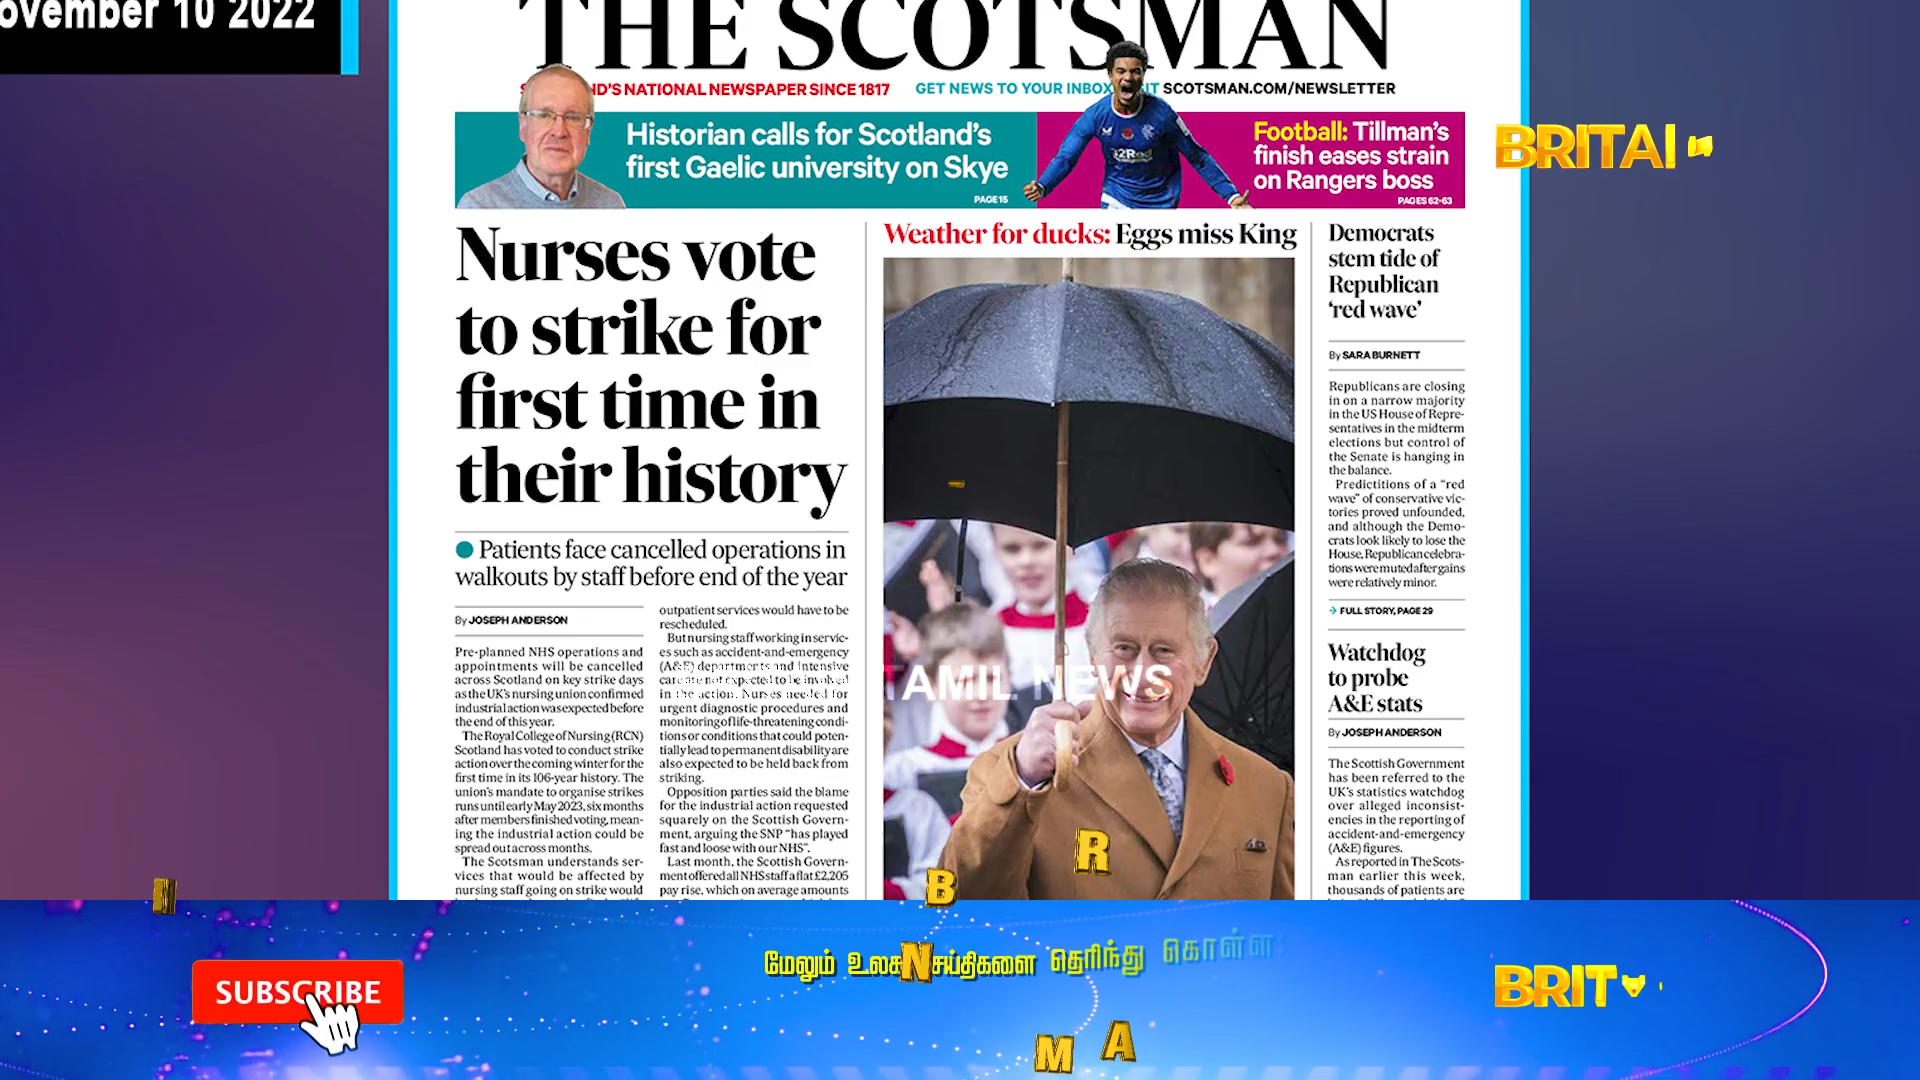 ovember 10 2022
THE SCOTSMAN
NATIONAL NEWSPAPER SINCE 1817
GET NEWS TO YOUR INBOX
SCOTSMAN.COM/NEWSLETTER
Historian calls for Scotland's
first Gaelic university on Skye
PAGE 15
Football: Tillman's
finish eases strain
on Rangers boss
PAGES 62-63
BRITAI
Nurses vote
to strike for
first time in
their history
● Patients face cancelled operations in
walkouts by staff before end of the year
By JOSEPH ANDERSON
Pre-planned NHS operations and
appointments will be cancelled
across Scotland on key strike days
as the UK's nursing union confirmed
industrial action was expected before
the end of this year.
The Royal College of Nursing (RCN)
Scotland has voted to conduct strike
action over the coming winter for the
first time in its 106-year history. The
union's mandate to organise strikes
runs until early May 2023, six months
after members finished voting, mean-
ing the industrial action could be
spread out across months.
The Scotsman understands ser-
vices that would be affected by
nursing staff going on strike would
outpatient services would have to be
rescheduled.
But nursing staff working in servic-
es such as accident-and-emergency
(A&E) departments and intensive
care are not expected to be involved
in the action. Nurses needed for
urgent diagnostic procedures and
monitoring of life-threatening condi-
tions or conditions that could poten-
tially lead to permanent disability are
also expected to be held back from
striking.
Opposition parties said the blame
for the industrial action requested
squarely on the Scottish Govern-
ment, arguing the SNP "has played
fast and loose with our NHS".
Last month, the Scottish Govern-
ment offered all NHS staff a flat £2,205
pay rise, which on average amounts
Weather for ducks: Eggs miss King
TAMIL NEWS
Democrats
stem tide of
Republican
'red wave'
By SARA BURNETT
Republicans are closing
in on a narrow majority
in the US House of Repre-
sentatives in the midterm
elections but control of
the Senate is hanging in
the balance.
Predictitions of a "red
wave" of conservative vic-
tories proved unfounded,
and although the Demo-
crats look likely to lose the
House, Republican celebra-
tions were muted after gains
were relatively minor.
→ FULL STORY, PAGE 29
Watchdog
to probe
A&E stats
By JOSEPH ANDERSON
The Scottish Government
has been referred to the
UK's statistics watchdog
over alleged inconsist-
encies in the reporting of
accident-and-emergency
(A&E) figures.
As reported in The Scots-
man earlier this week,
thousands of patients are
N
B
R
N
M
A
SUBSCRIBE
மேலும் தெரிந்து கொள்ள
BRIT